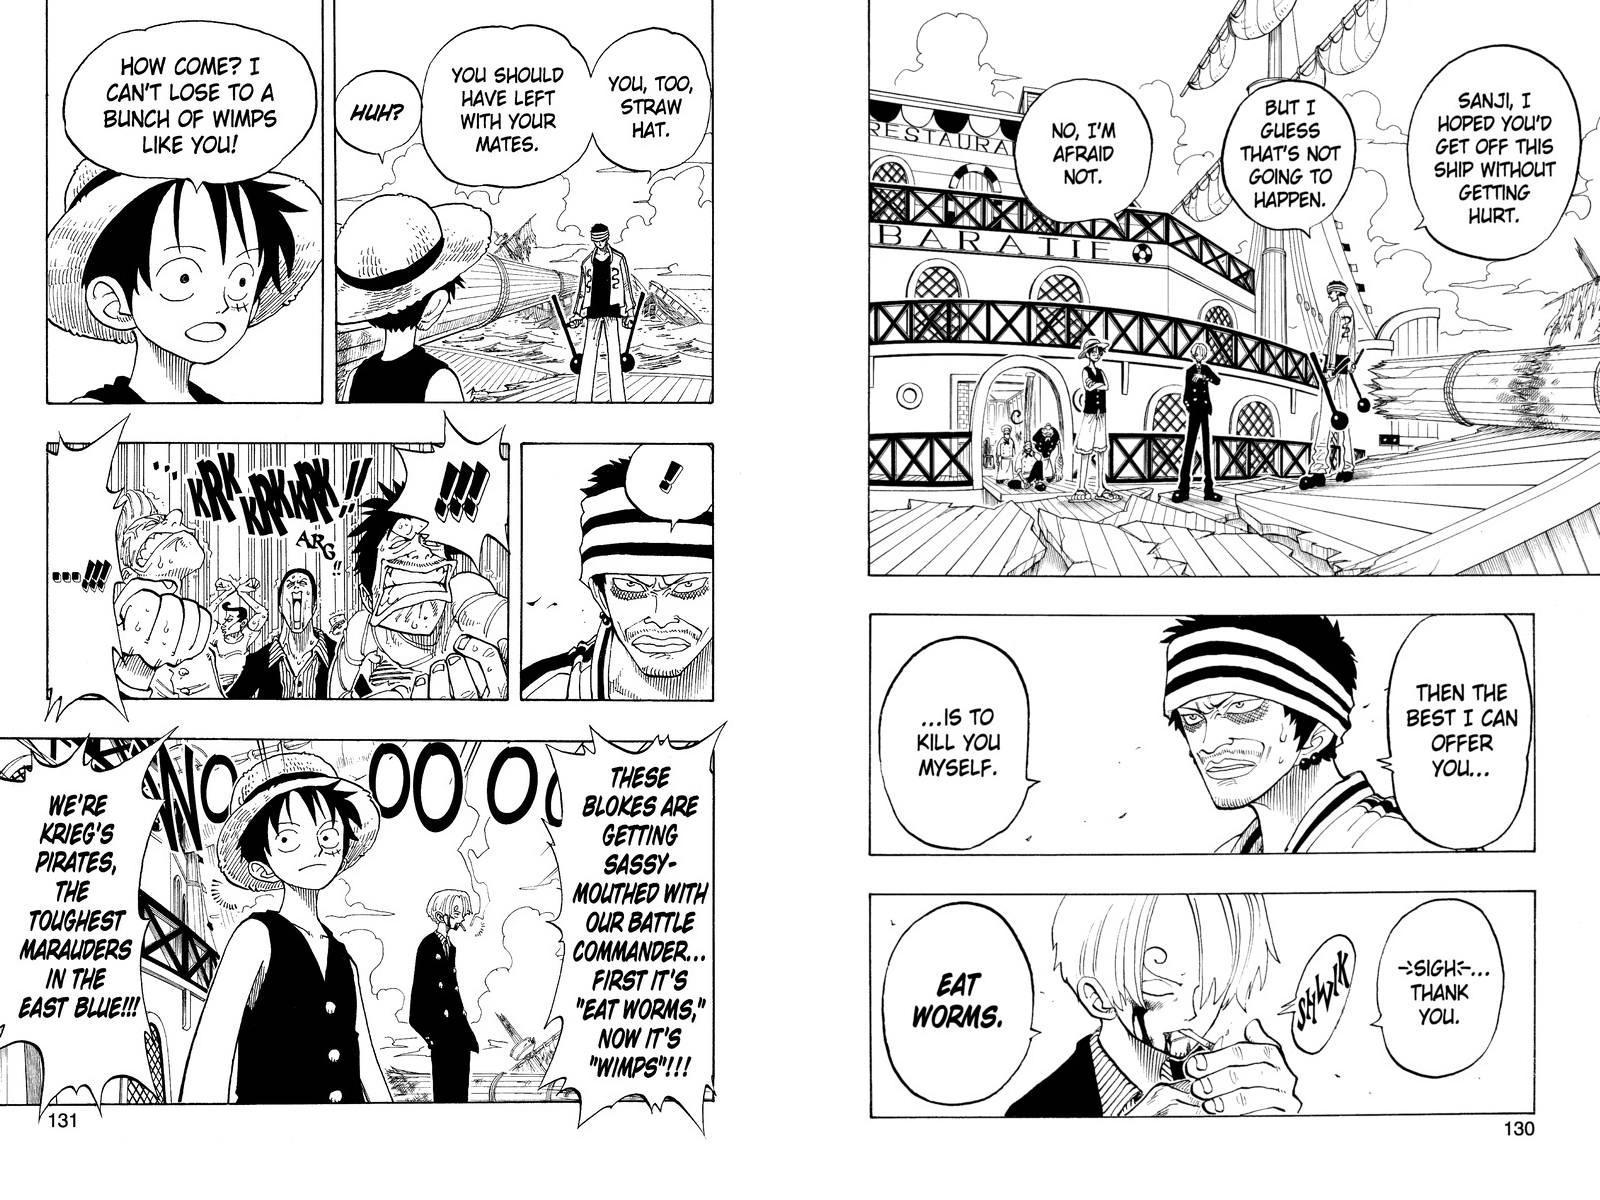 SANJI, I
HOPED YOU'D
GET OFF THIS
SHIP WITHOUT
GETTING
HURT.
BUT I
GUESS
THAT'S NOT
GOING TO
HAPPEN.
NO, I'M
AFRAID
NOT.
RESTAURA
BARATIE
THEN THE
BEST I CAN
OFFER
YOU...
...IS TO
KILL YOU
MYSELF.
SIGH...
THANK
YOU.
SHWIK
EAT
WORMS.
130
YOU, TOO,
STRAW
HAT.
YOU SHOULD
HAVE LEFT
WITH YOUR
MATES.
HUH?
HOW COME? I
CAN'T LOSE TO A
BUNCH OF WIMPS
LIKE YOU!
!
!!!
KRK
KRKKRK!!
ARG!!
...!!!
THESE
BLOKES ARE
GETTING
SASSY-
MOUTHED WITH
OUR BATTLE
COMMANDER...
FIRST IT'S
"EAT WORMS,"
NOW IT'S
"WIMPS"!!!
WE'RE
KRIEG'S
PIRATES,
THE
TOUGHEST
MARAUDERS
IN THE
EAST BLUE!!!
131